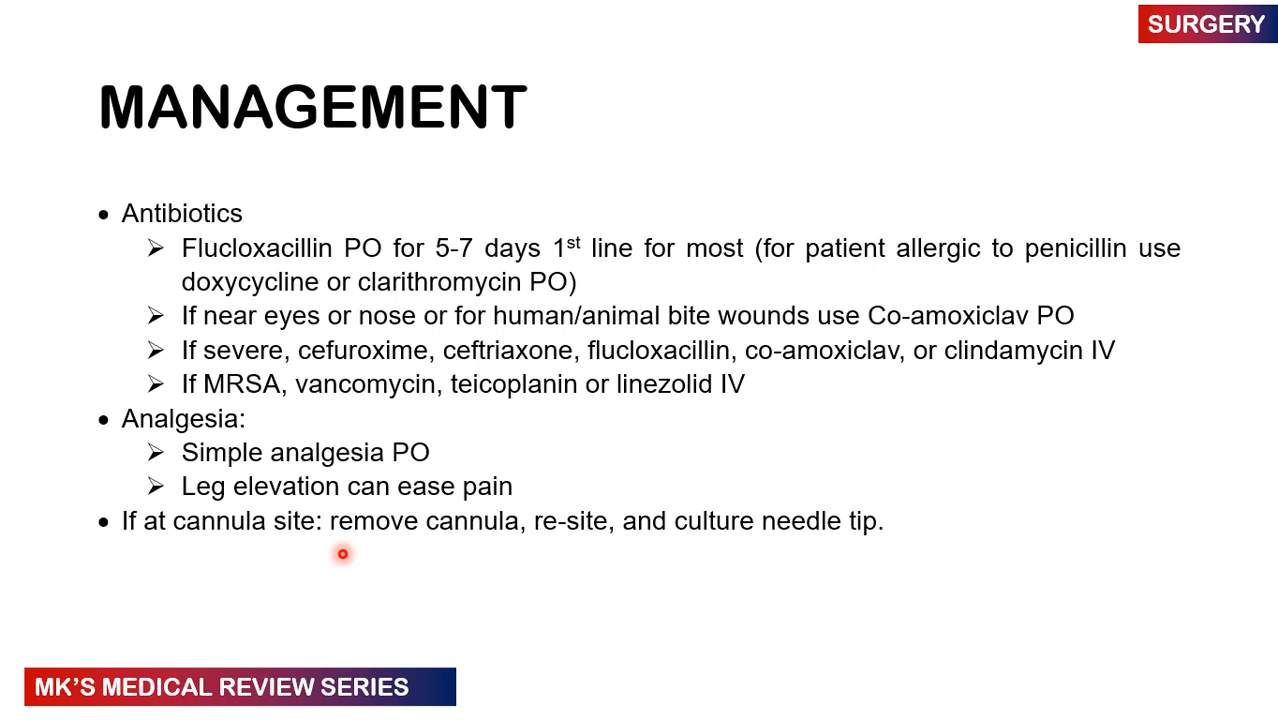 SURGERY
MANAGEMENT
• Antibiotics
➢ Flucloxacillin PO for 5-7 days 1st line for most (for patient allergic to penicillin use
doxycycline or clarithromycin PO)
➢ If near eyes or nose or for human/animal bite wounds use Co-amoxiclav PO
➢ If severe, cefuroxime, ceftriaxone, flucloxacillin, co-amoxiclav, or clindamycin IV
➢ If MRSA, vancomycin, teicoplanin or linezolid IV
• Analgesia:
➢ Simple analgesia PO
➢ Leg elevation can ease pain
• If at cannula site: remove cannula, re-site, and culture needle tip.
MK'S MEDICAL REVIEW SERIES